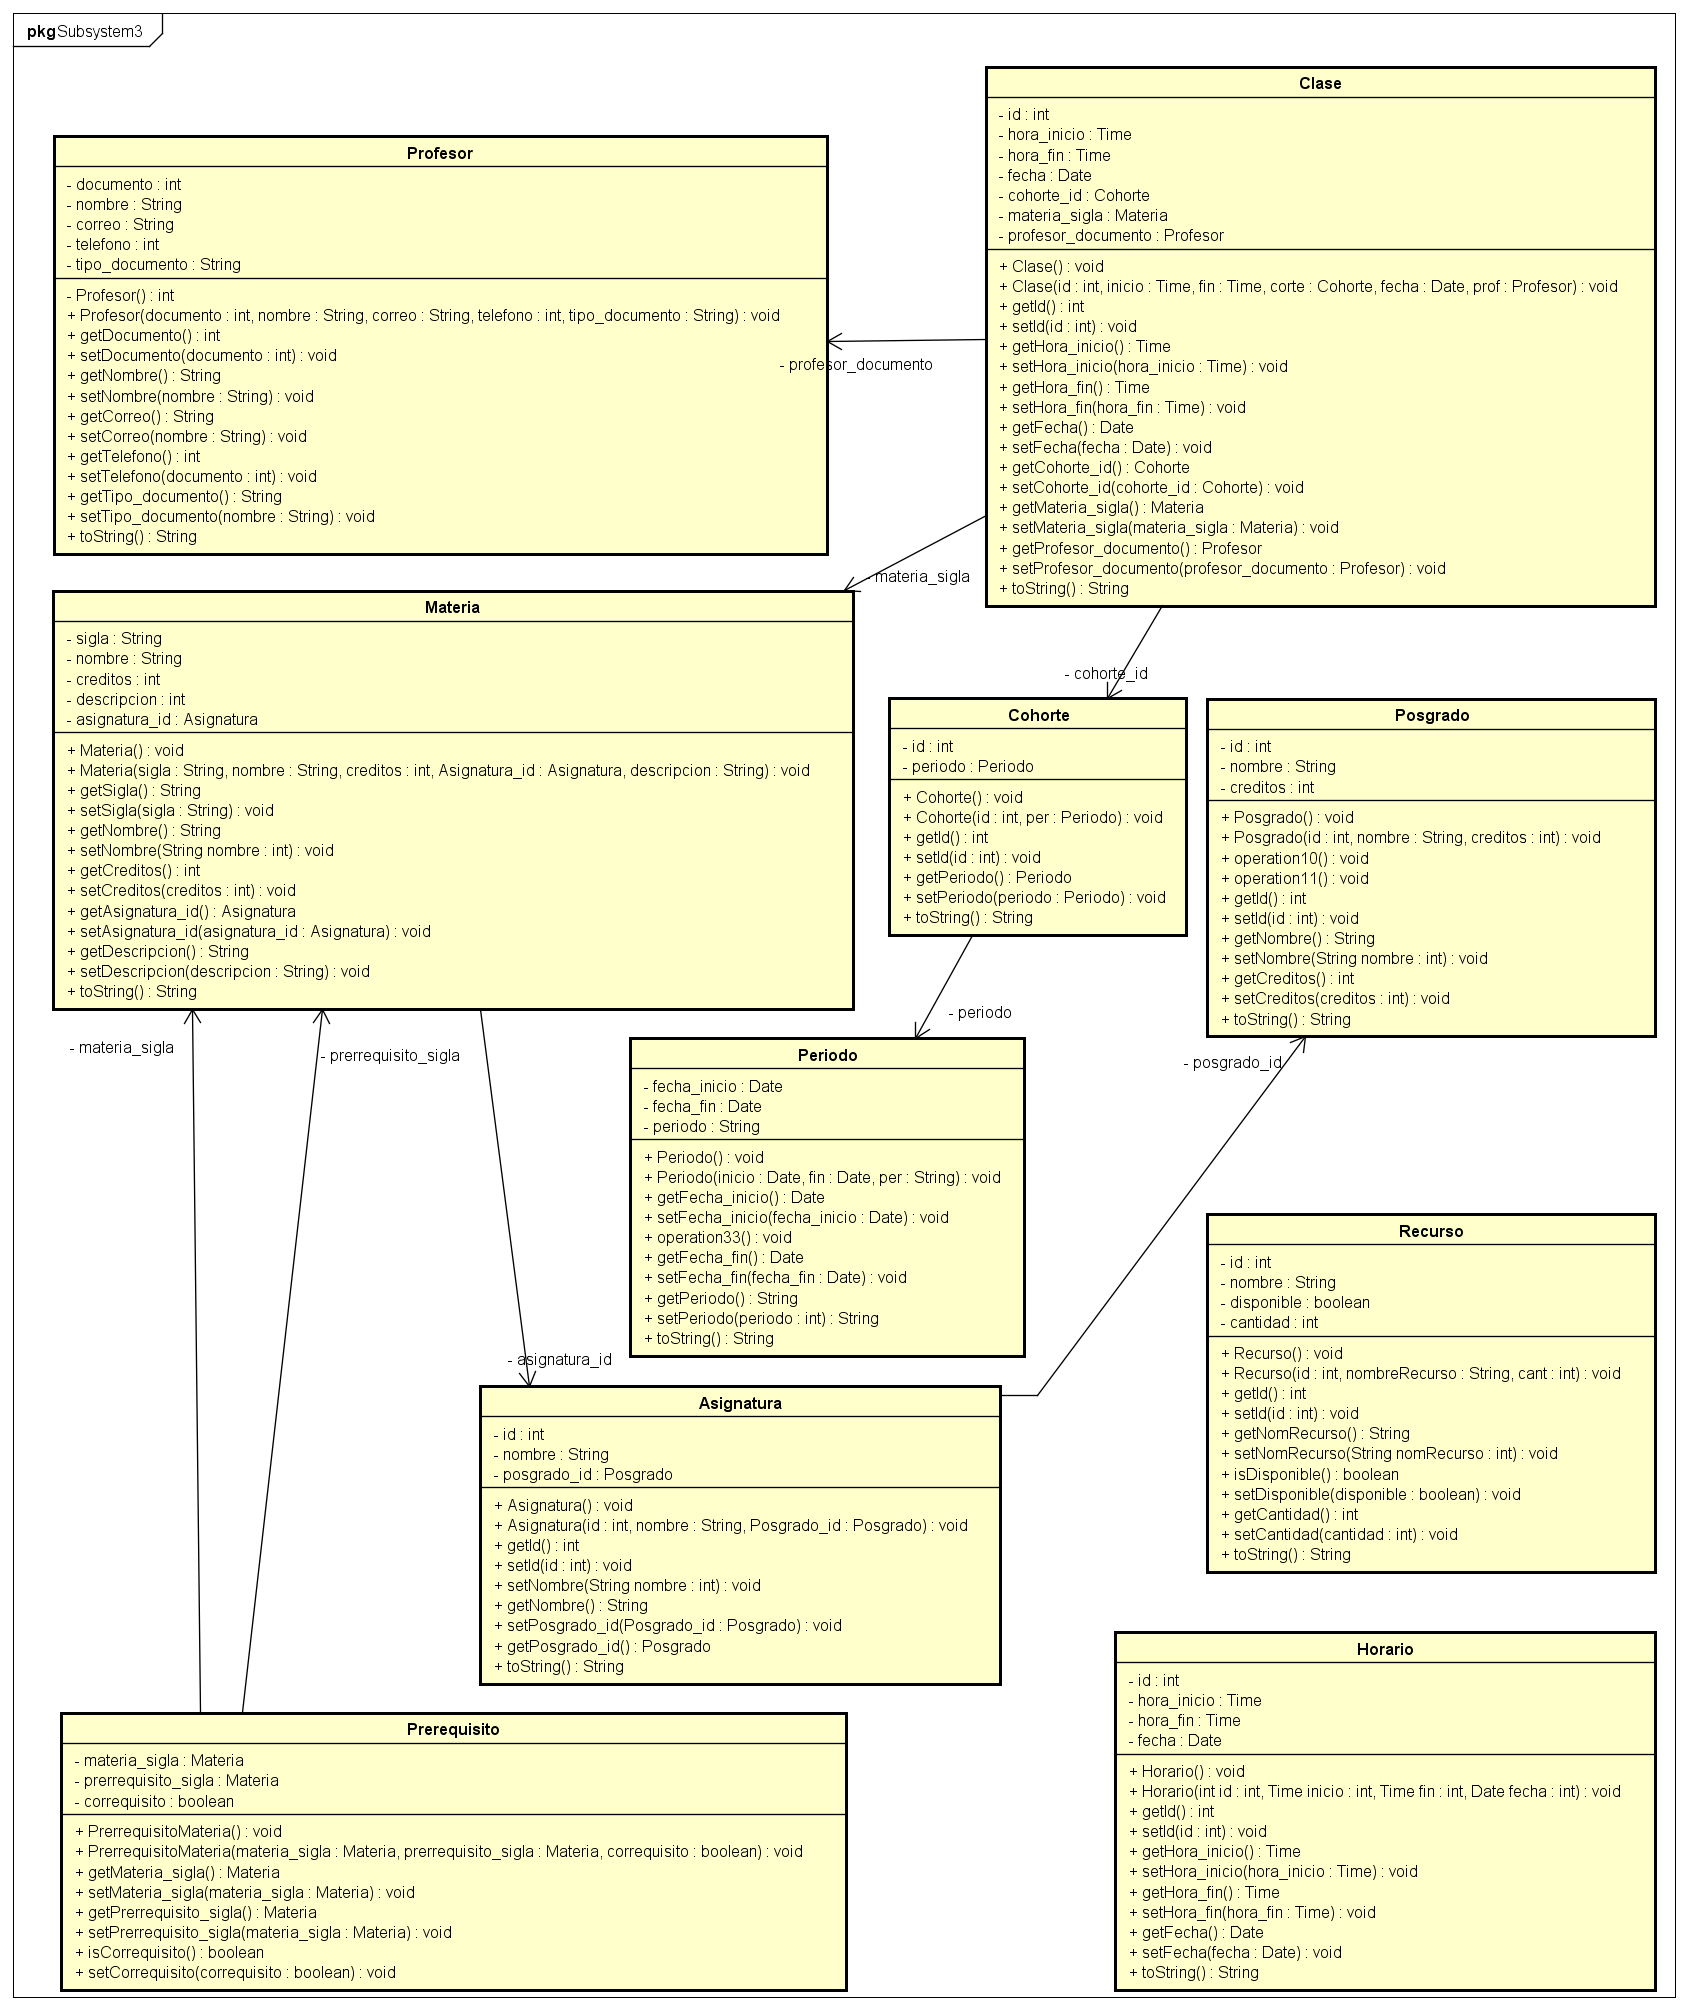 pkg Subsystem3
Clase
- id : int
- hora_inicio : Time
- hora_fin : Time
- fecha : Date
- cohorte_id : Cohorte
- materia_sigla : Materia
- profesor_documento : Profesor
+ Clase() : void
+ Clase(id : int, inicio : Time, fin : Time, corte : Cohorte, fecha : Date, prof : Profesor) : void
+ getId() : int
+ setId(id : int) : void
+ getHora_inicio() : Time
+ setHora_inicio(hora_inicio : Time) : void
+ getHora_fin() : Time
+ setHora_fin(hora_fin : Time) : void
+ getFecha() : Date
+ setFecha(fecha : Date) : void
+ getCohorte_id() : Cohorte
+ setCohorte_id(cohorte_id : Cohorte) : void
+ getMateria_sigla() : Materia
+ setMateria_sigla(materia_sigla : Materia) : void
+ getProfesor_documento() : Profesor
+ setProfesor_documento(profesor_documento : Profesor) : void
+ toString() : String
Profesor
- documento : int
- nombre : String
- correo : String
- telefono : int
- tipo_documento : String
- Profesor() : int
+ Profesor(documento : int, nombre : String, correo : String, telefono : int, tipo_documento : String) : void
+ getDocumento() : int
+ setDocumento(documento : int) : void
+ getNombre() : String
+ setNombre(nombre : String) : void
+ getCorreo() : String
+ setCorreo(nombre : String) : void
+ getTelefono() : int
+ setTelefono(documento : int) : void
+ getTipo_documento() : String
+ setTipo_documento(nombre : String) : void
+ toString() : String
- profesor_documento
- materia_sigla
- cohorte_id
Materia
- sigla : String
- nombre : String
- creditos : int
- descripcion : int
- asignatura_id : Asignatura
+ Materia() : void
+ Materia(sigla : String, nombre : String, creditos : int, Asignatura_id : Asignatura, descripcion : String) : void
+ getSigla() : String
+ setSigla(sigla : String) : void
+ getNombre() : String
+ setNombre(String nombre : int) : void
+ getCreditos() : int
+ setCreditos(creditos : int) : void
+ getAsignatura_id() : Asignatura
+ setAsignatura_id(asignatura_id : Asignatura) : void
+ getDescripcion() : String
+ setDescripcion(descripcion : String) : void
+ toString() : String
Cohorte
- id : int
- periodo : Periodo
+ Cohorte() : void
+ Cohorte(id : int, per : Periodo) : void
+ getId() : int
+ setId(id : int) : void
+ getPeriodo() : Periodo
+ setPeriodo(periodo : Periodo) : void
+ toString() : String
Posgrado
- id : int
- nombre : String
- creditos : int
+ Posgrado() : void
+ Posgrado(id : int, nombre : String, creditos : int) : void
+ operation10() : void
+ operation11() : void
+ getId() : int
+ setId(id : int) : void
+ getNombre() : String
+ setNombre(String nombre : int) : void
+ getCreditos() : int
+ setCreditos(creditos : int) : void
+ toString() : String
- materia_sigla
- prerrequisito_sigla
- periodo
- posgrado_id
Periodo
- fecha_inicio : Date
- fecha_fin : Date
- periodo : String
+ Periodo() : void
+ Periodo(inicio : Date, fin : Date, per : String) : void
+ getFecha_inicio() : Date
+ setFecha_inicio(fecha_inicio : Date) : void
+ operation33() : void
+ getFecha_fin() : Date
+ setFecha_fin(fecha_fin : Date) : void
+ getPeriodo() : String
+ setPeriodo(periodo : int) : String
+ toString() : String
Recurso
- id : int
- nombre : String
- disponible : boolean
- cantidad : int
+ Recurso() : void
+ Recurso(id : int, nombreRecurso : String, cant : int) : void
+ getId() : int
+ setId(id : int) : void
+ getNomRecurso() : String
+ setNomRecurso(String nomRecurso : int) : void
+ isDisponible() : boolean
+ setDisponible(disponible : boolean) : void
+ getCantidad() : int
+ setCantidad(cantidad : int) : void
+ toString() : String
- asignatura_id
Asignatura
- id : int
- nombre : String
- posgrado_id : Posgrado
+ Asignatura() : void
+ Asignatura(id : int, nombre : String, Posgrado_id : Posgrado) : void
+ getId() : int
+ setId(id : int) : void
+ setNombre(String nombre : int) : void
+ getNombre() : String
+ setPosgrado_id(Posgrado_id : Posgrado) : void
+ getPosgrado_id() : Posgrado
+ toString() : String
Horario
- id : int
- hora_inicio : Time
- hora_fin : Time
- fecha : Date
+ Horario() : void
+ Horario(int id : int, Time inicio : int, Time fin : int, Date fecha : int) : void
+ getId() : int
+ setId(id : int) : void
+ getHora_inicio() : Time
+ setHora_inicio(hora_inicio : Time) : void
+ getHora_fin() : Time
+ setHora_fin(hora_fin : Time) : void
+ getFecha() : Date
+ setFecha(fecha : Date) : void
+ toString() : String
Prerequisito
- materia_sigla : Materia
- prerrequisito_sigla : Materia
- correquisito : boolean
+ PrerrequisitoMateria() : void
+ PrerrequisitoMateria(materia_sigla : Materia, prerrequisito_sigla : Materia, correquisito : boolean) : void
+ getMateria_sigla() : Materia
+ setMateria_sigla(materia_sigla : Materia) : void
+ getPrerrequisito_sigla() : Materia
+ setPrerrequisito_sigla(materia_sigla : Materia) : void
+ isCorrequisito() : boolean
+ setCorrequisito(correquisito : boolean) : void